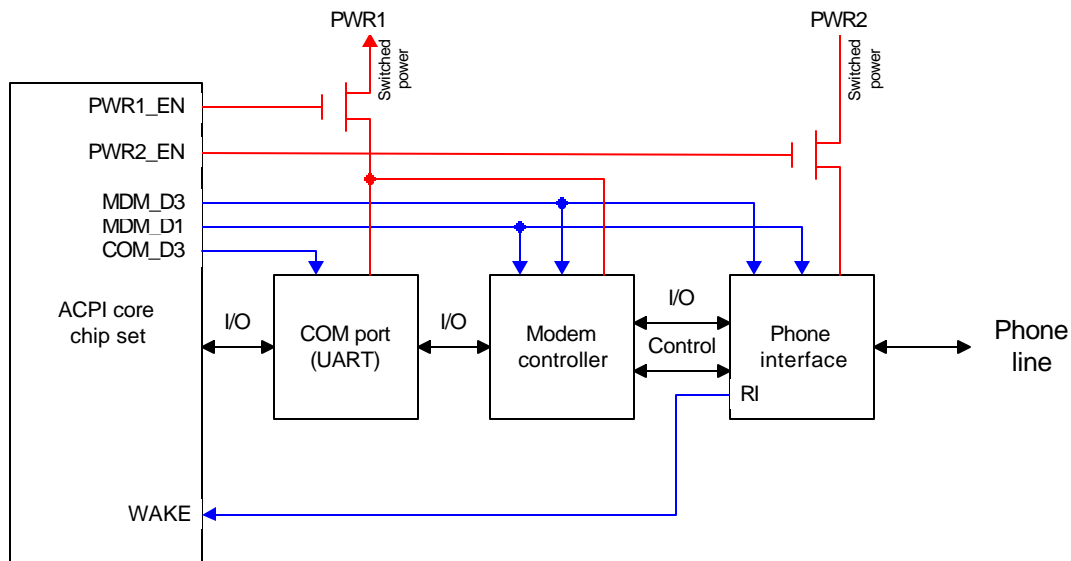 PWR1
PWR2
Switched
power
Switched
power
PWR1_EN
PWR2_EN
MDM_D3
MDM_D1
COM_D3
ACPI core
chip set
I/O
COM port
(UART)
I/O
Modem
controller
I/O
Control
Phone
interface
RI
Phone
line
WAKE